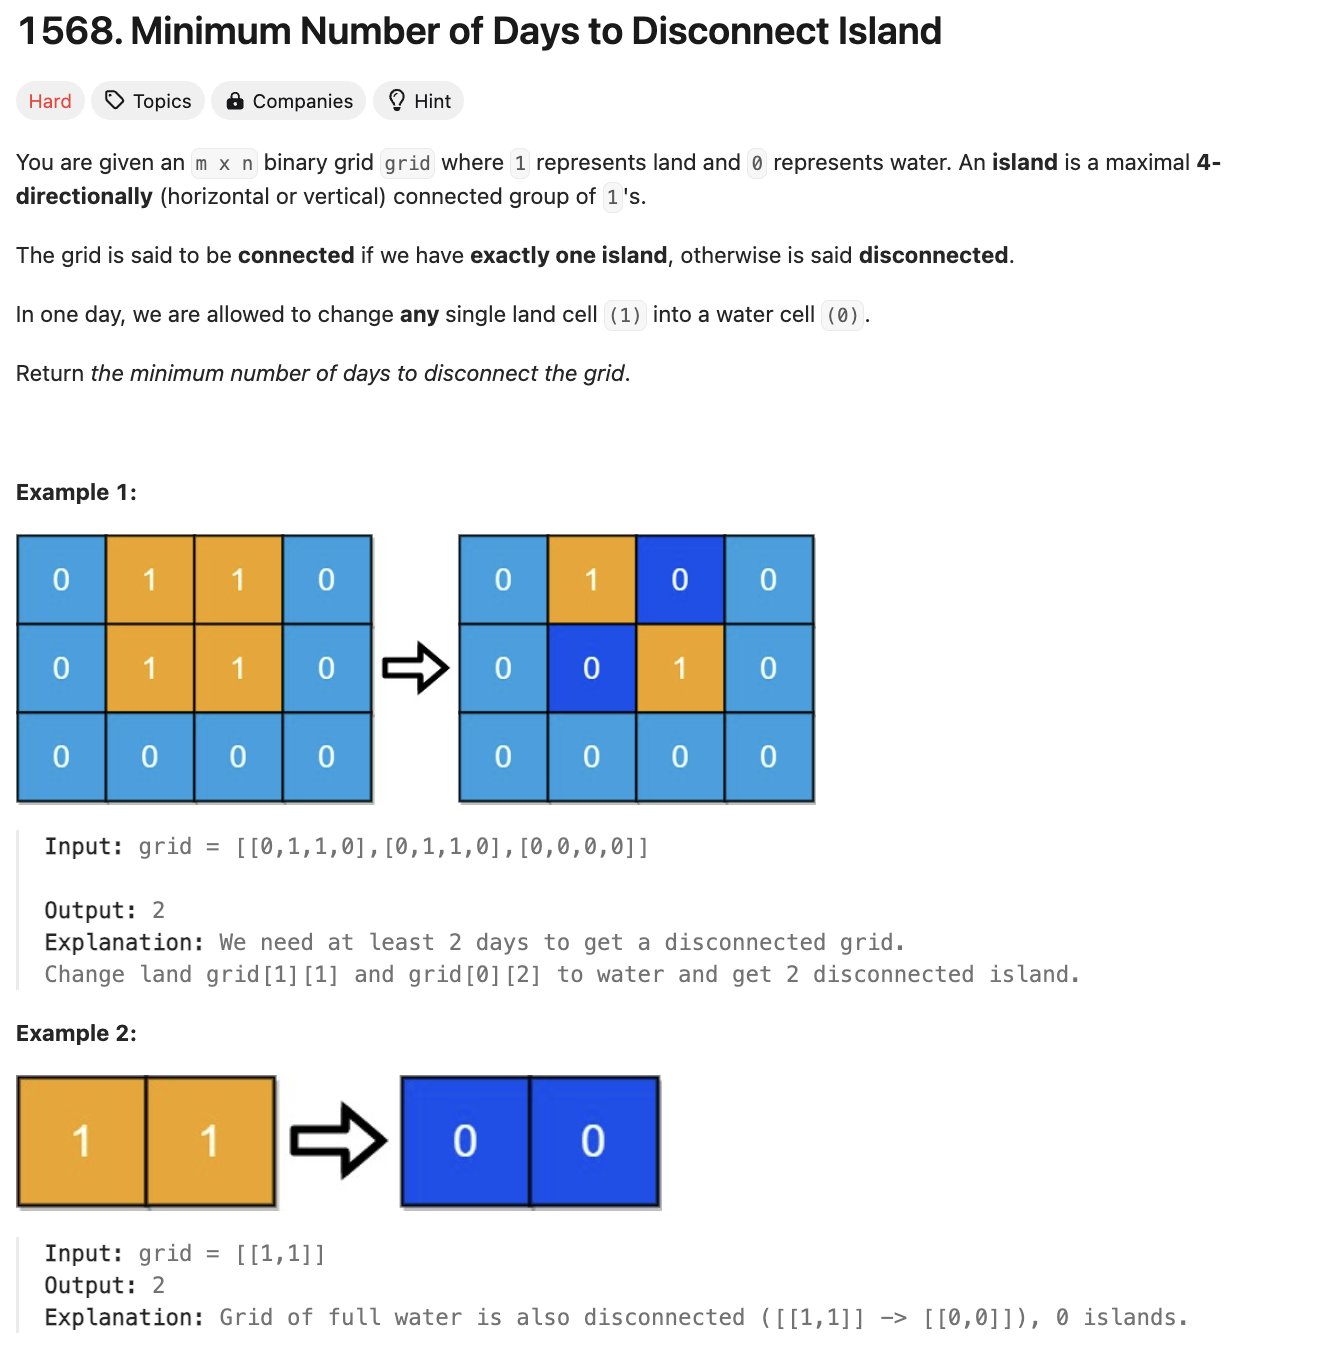 1568. Minimum Number of Days to Disconnect Island
Hard Topics Companies Hint
You are given an m x n binary grid grid where 1 represents land and 0 represents water. An island is a maximal 4-
directionally (horizontal or vertical) connected group of 1's.
The grid is said to be connected if we have exactly one island, otherwise is said disconnected.
In one day, we are allowed to change any single land cell (1) into a water cell (0).
Return the minimum number of days to disconnect the grid.
Example 1:
0 1 1 0 0 1 0 0
0 1 1 0 0 0 1 0
0 0 0 0 0 0 0 0
Input: grid = [[0,1,1,0],[0,1,1,0],[0,0,0,0]]
Output: 2
Explanation: We need at least 2 days to get a disconnected grid.
Change land grid[1][1] and grid[0][2] to water and get 2 disconnected island.
Example 2:
1 1 0 0
Input: grid = [[1,1]]
Output: 2
Explanation: Grid of full water is also disconnected ([[1,1]] -> [[0,0]]), 0 islands.